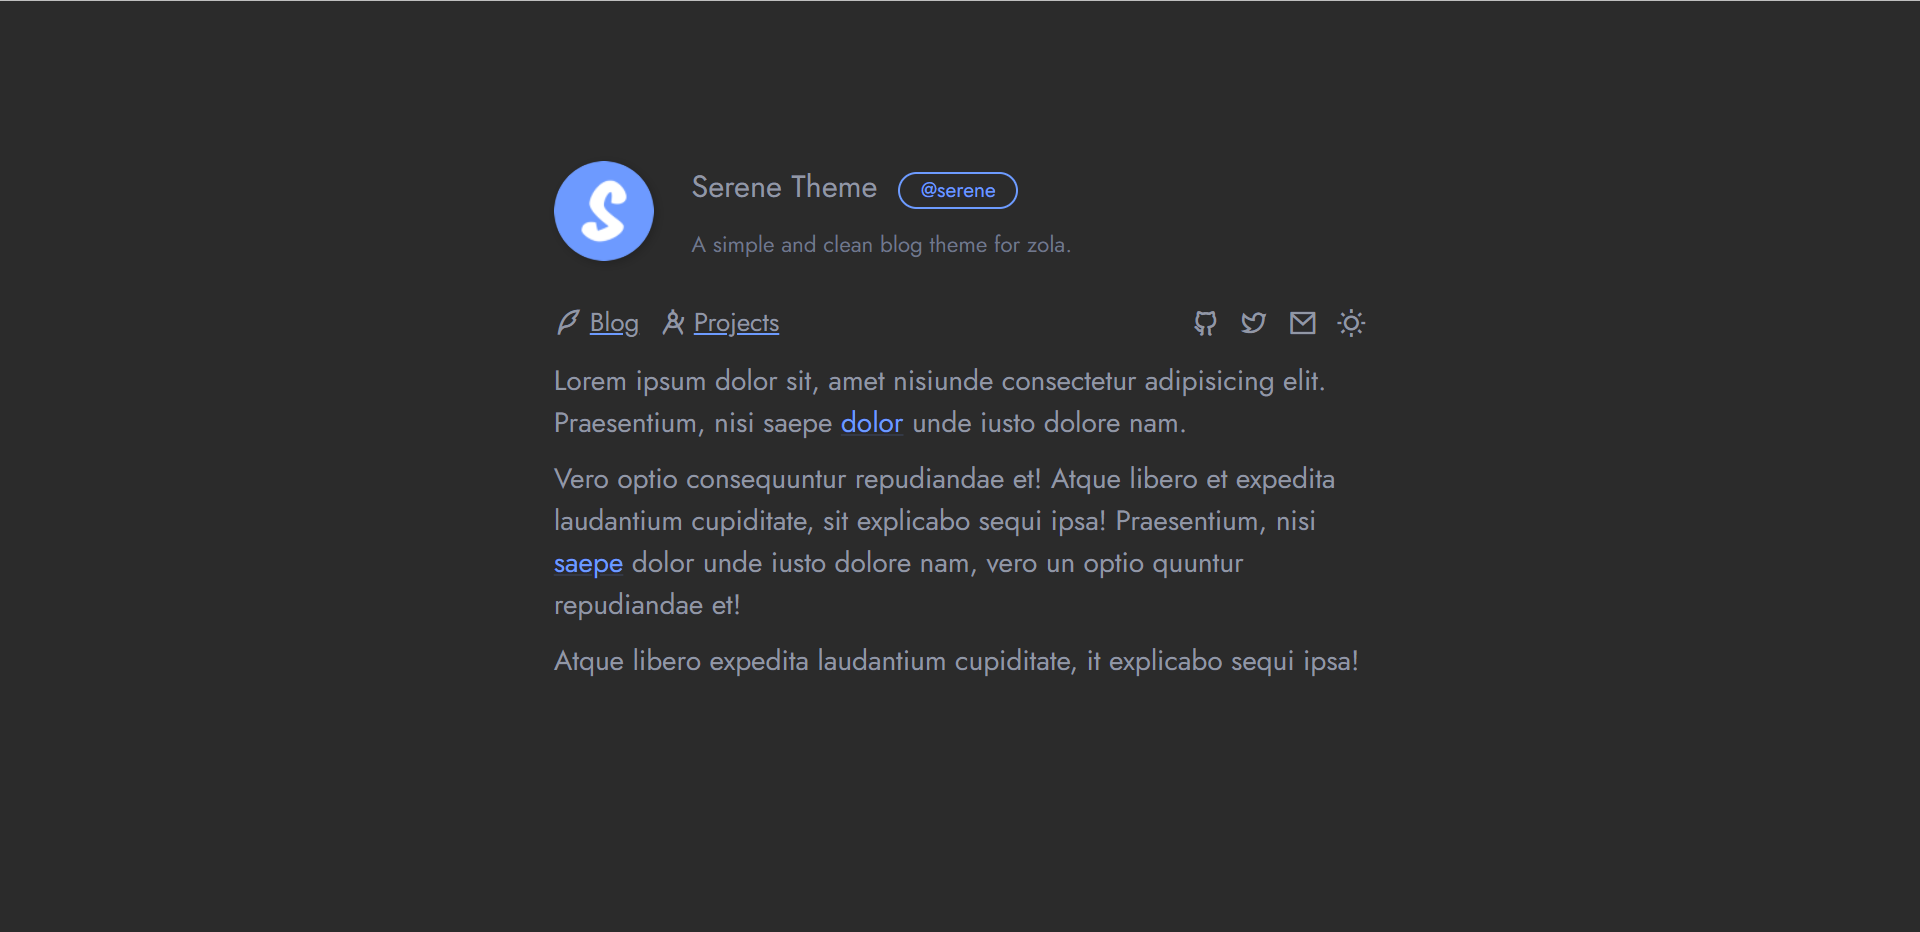 S
Serene Theme @serene
A simple and clean blog theme for zola.
Blog Projects
Lorem ipsum dolor sit, amet nisiunde consectetur adipisicing elit.
Praesentium, nisi saepe dolor unde iusto dolore nam.
Vero optio consequuntur repudiandae et! Atque libero et expedita
laudantium cupiditate, sit explicabo sequi ipsa! Praesentium, nisi
saepe dolor unde iusto dolore nam, vero un optio quuntur
repudiandae et!
Atque libero expedita laudantium cupiditate, it explicabo sequi ipsa!